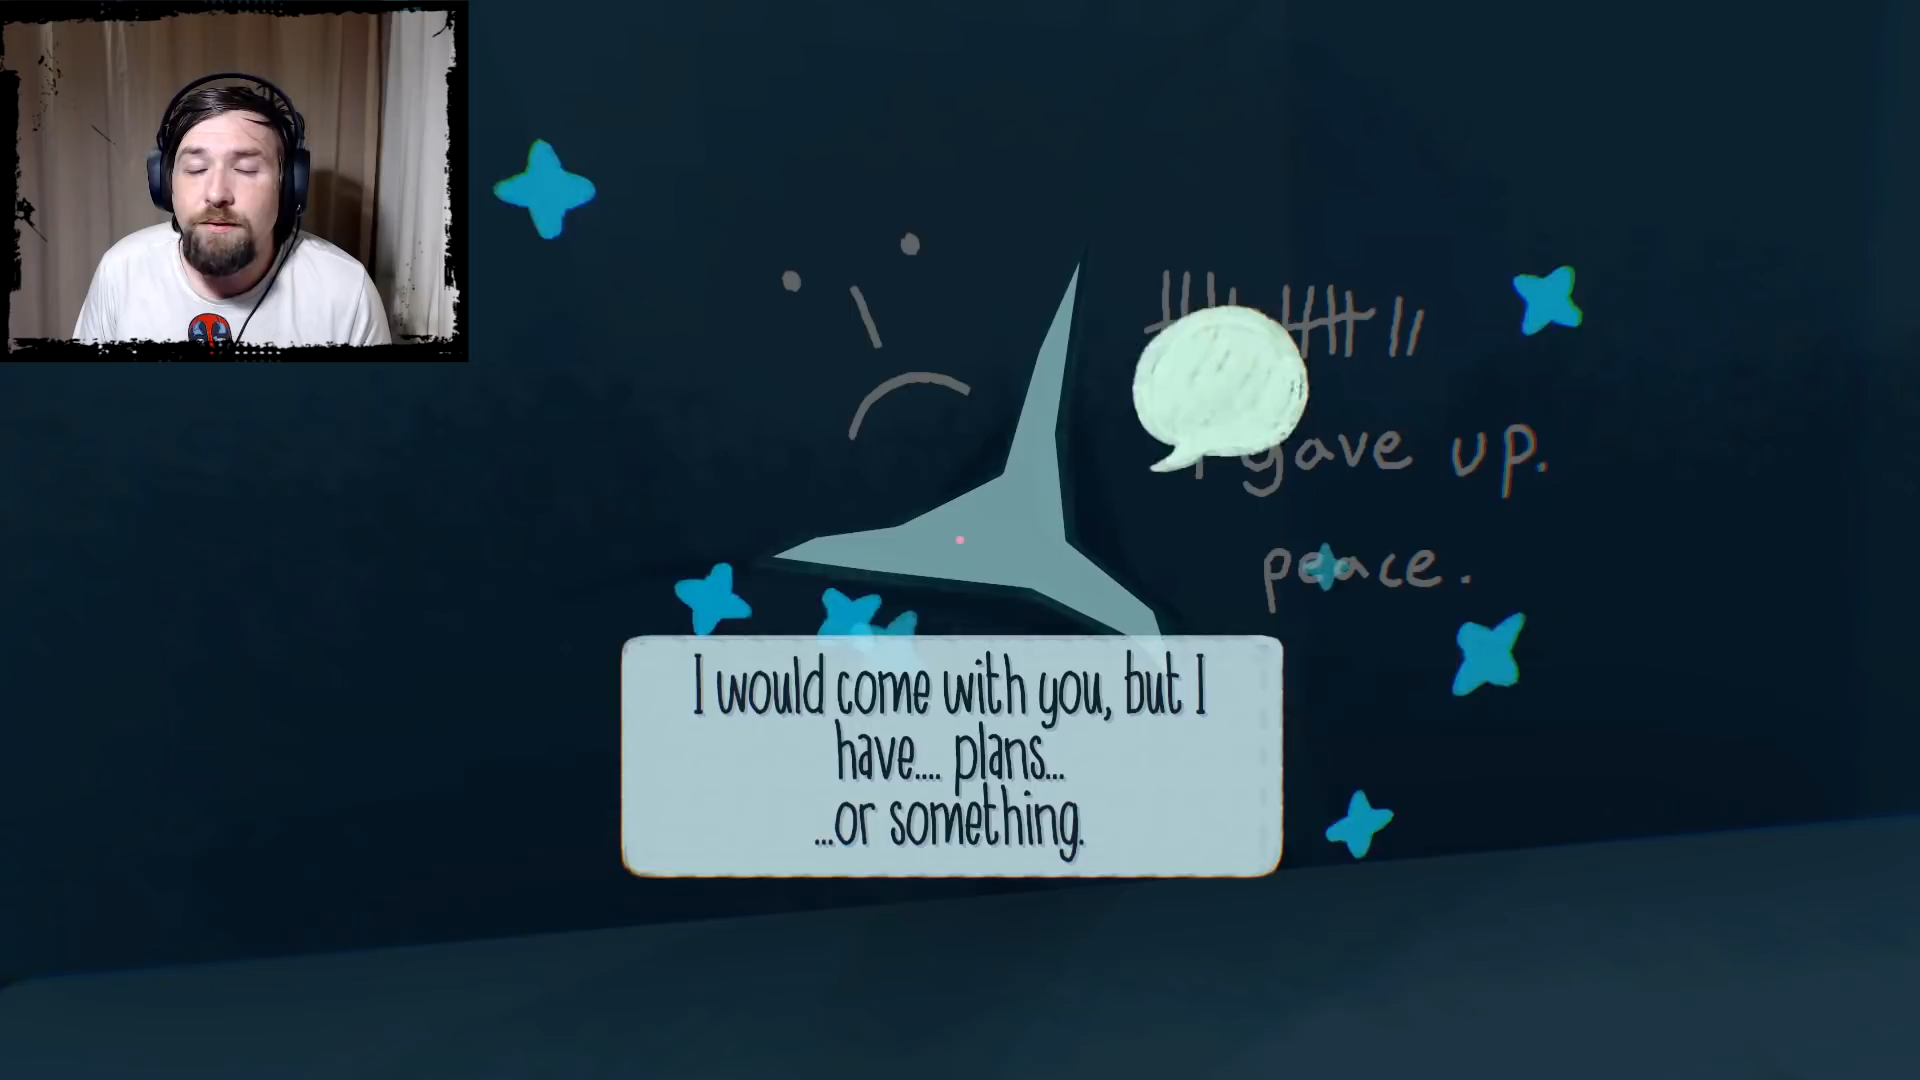 gave up.
peace.
I would come with you, but I
have.... plans...
...or something.